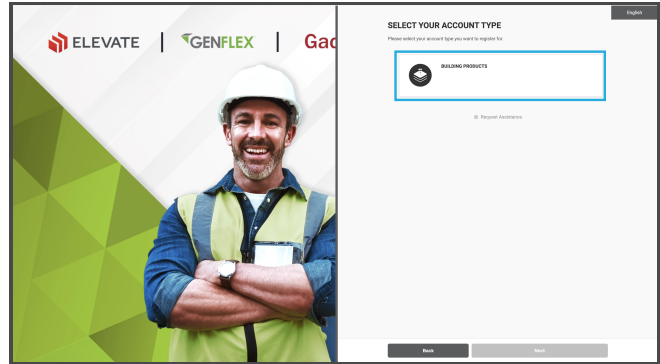 ELEVATE
GENFLEX
Gac
English
SELECT YOUR ACCOUNT TYPE
Please select your account type you want to register for.
BUILDING PRODUCTS
Request Assistance
Back
Next